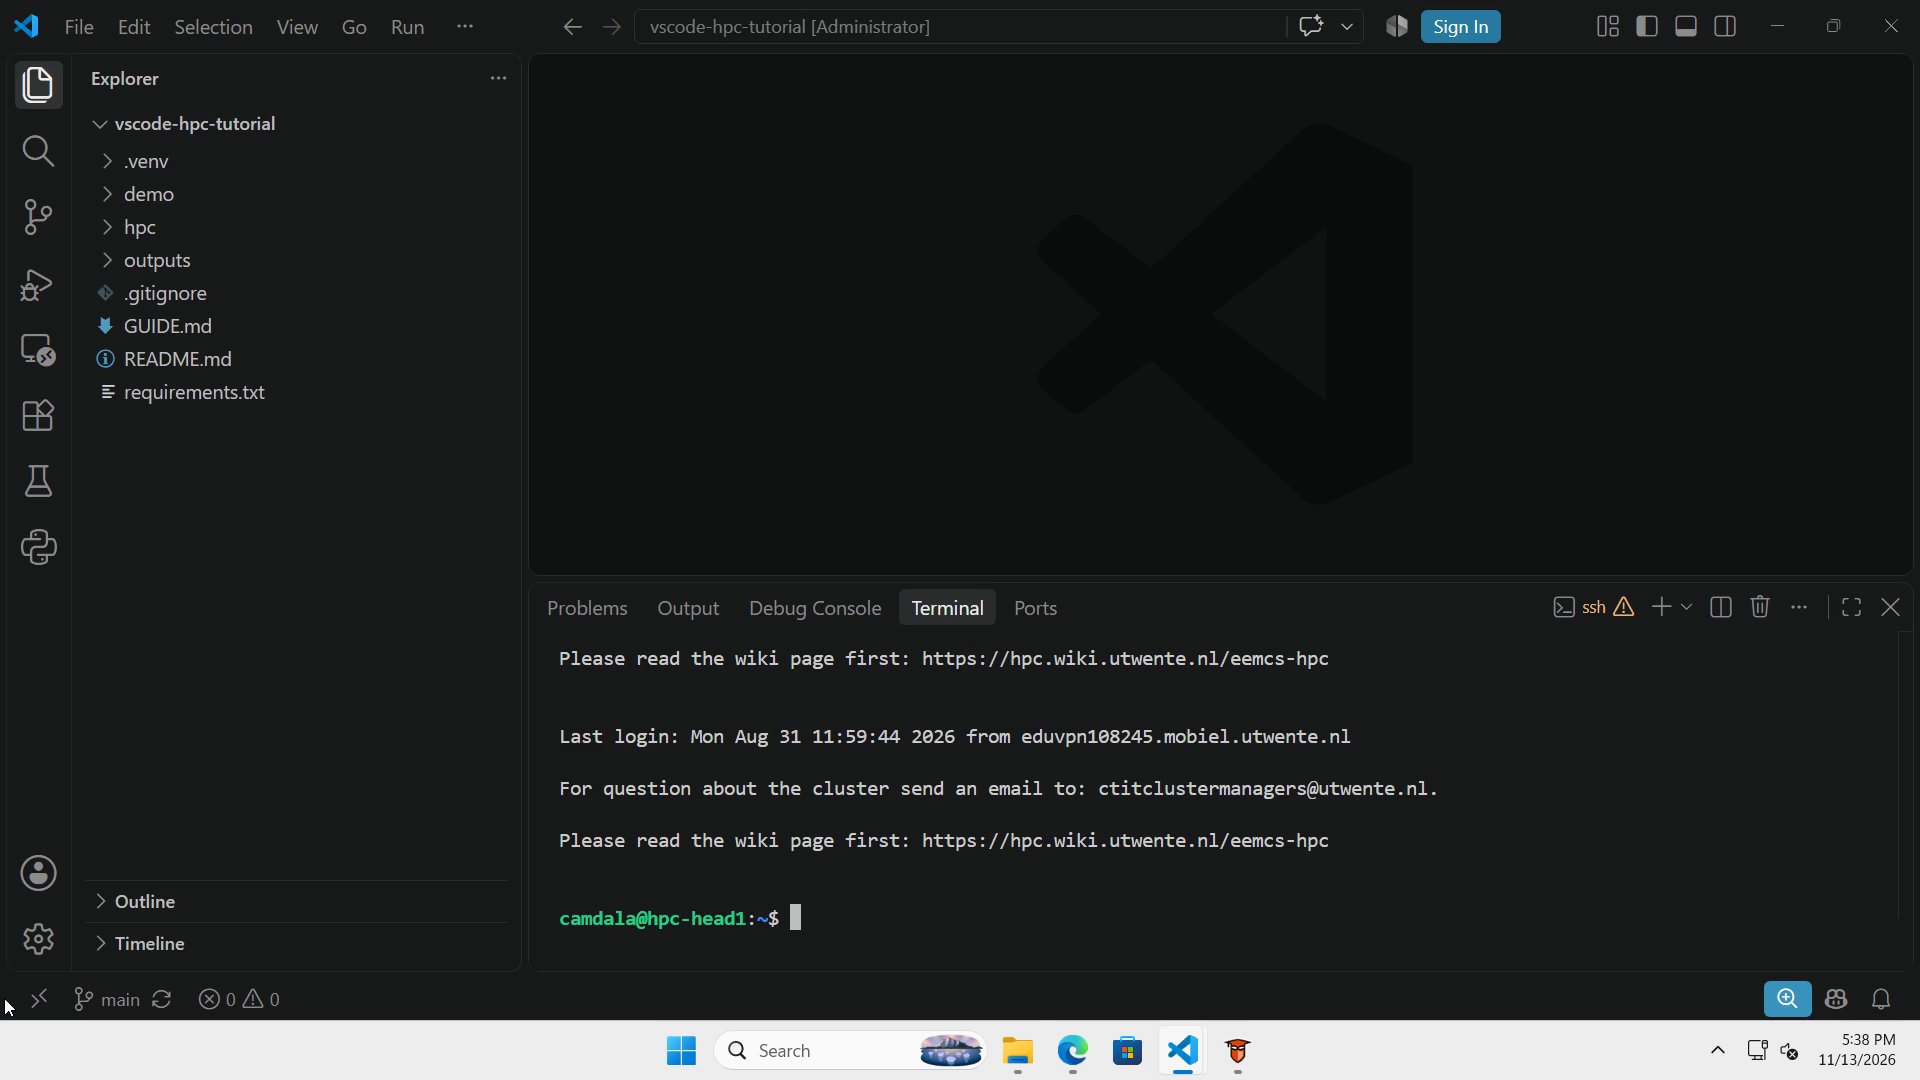 File Edit Selection View Go Run ···
vscode-hpc-tutorial [Administrator]
Sign In
Explorer
vscode-hpc-tutorial
.venv
demo
hpc
outputs
.gitignore
GUIDE.md
README.md
requirements.txt
Outline
Timeline
Problems Output Debug Console Terminal Ports
ssh
Please read the wiki page first: https://hpc.wiki.utwente.nl/eemcs-hpc
Last login: Mon Aug 31 11:59:44 2026 from eduvpn108245.mobiel.utwente.nl
For question about the cluster send an email to: ctitclustermanagers@utwente.nl.
Please read the wiki page first: https://hpc.wiki.utwente.nl/eemcs-hpc
camdala@hpc-head1:~$
main 0 0
Search
5:38 PM
11/13/2026